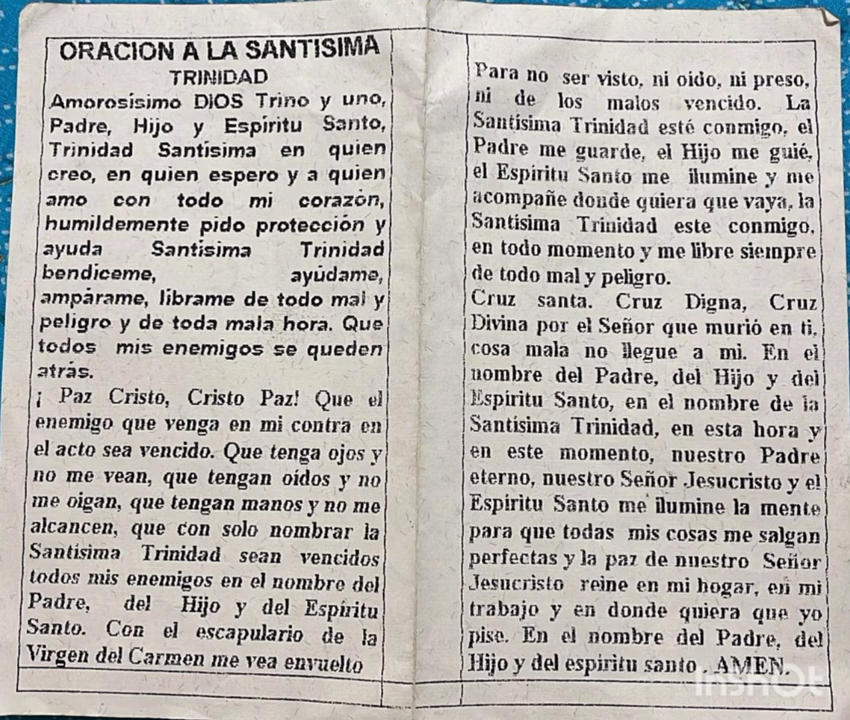 ORACION A LA SANTISIMA
TRINIDAD
Amorosísimo DIOS Trino y uno,
Padre, Hijo y Espíritu Santo,
Trinidad Santísima en quien
creo, en quien espero y a quien
amo con todo mi corazón,
humildemente pido protección y
ayuda Santísima Trinidad
bendiceme, ayúdame,
ampárame, líbrame de todo mal y
peligro y de toda mala hora. Que
todos mis enemigos se queden
atrás.
¡ Paz Cristo, Cristo Paz! Que el
enemigo que venga en mi contra en
el acto sea vencido. Que tenga ojos y
no me vean, que tengan oídos y no
me oigan, que tengan manos y no me
alcancen, que con solo nombrar la
Santísima Trinidad sean vencidos
todos mis enemigos en el nombre del
Padre, del Hijo y del Espíritu
Santo. Con el escapulario de la
Virgen del Carmen me vea envuelto
Para no ser visto, ni oido, ni preso,
ni de los malos vencido. La
Santísima Trinidad esté conmigo, el
Padre me guarde, el Hijo me guié,
el Espíritu Santo me ilumine y me
acompañe donde quiera que vaya, la
Santísima Trinidad este conmigo,
en todo momento y me libre siempre
de todo mal y peligro.
Cruz santa. Cruz Digna, Cruz
Divina por el Señor que murió en ti,
cosa mala no llegue a mi. En el
nombre del Padre, del Hijo y del
Espíritu Santo, en el nombre de la
Santísima Trinidad, en esta hora y
en este momento, nuestro Padre
eterno, nuestro Señor Jesucristo y el
Espíritu Santo me ilumine la mente
para que todas mis cosas me salgan
perfectas y la paz de nuestro Señor
Jesucristo reine en mi hogar, en mi
trabajo y en donde quiera que yo
pise. En el nombre del Padre, del
Hijo y del espíritu santo . AMEN.
InShOt